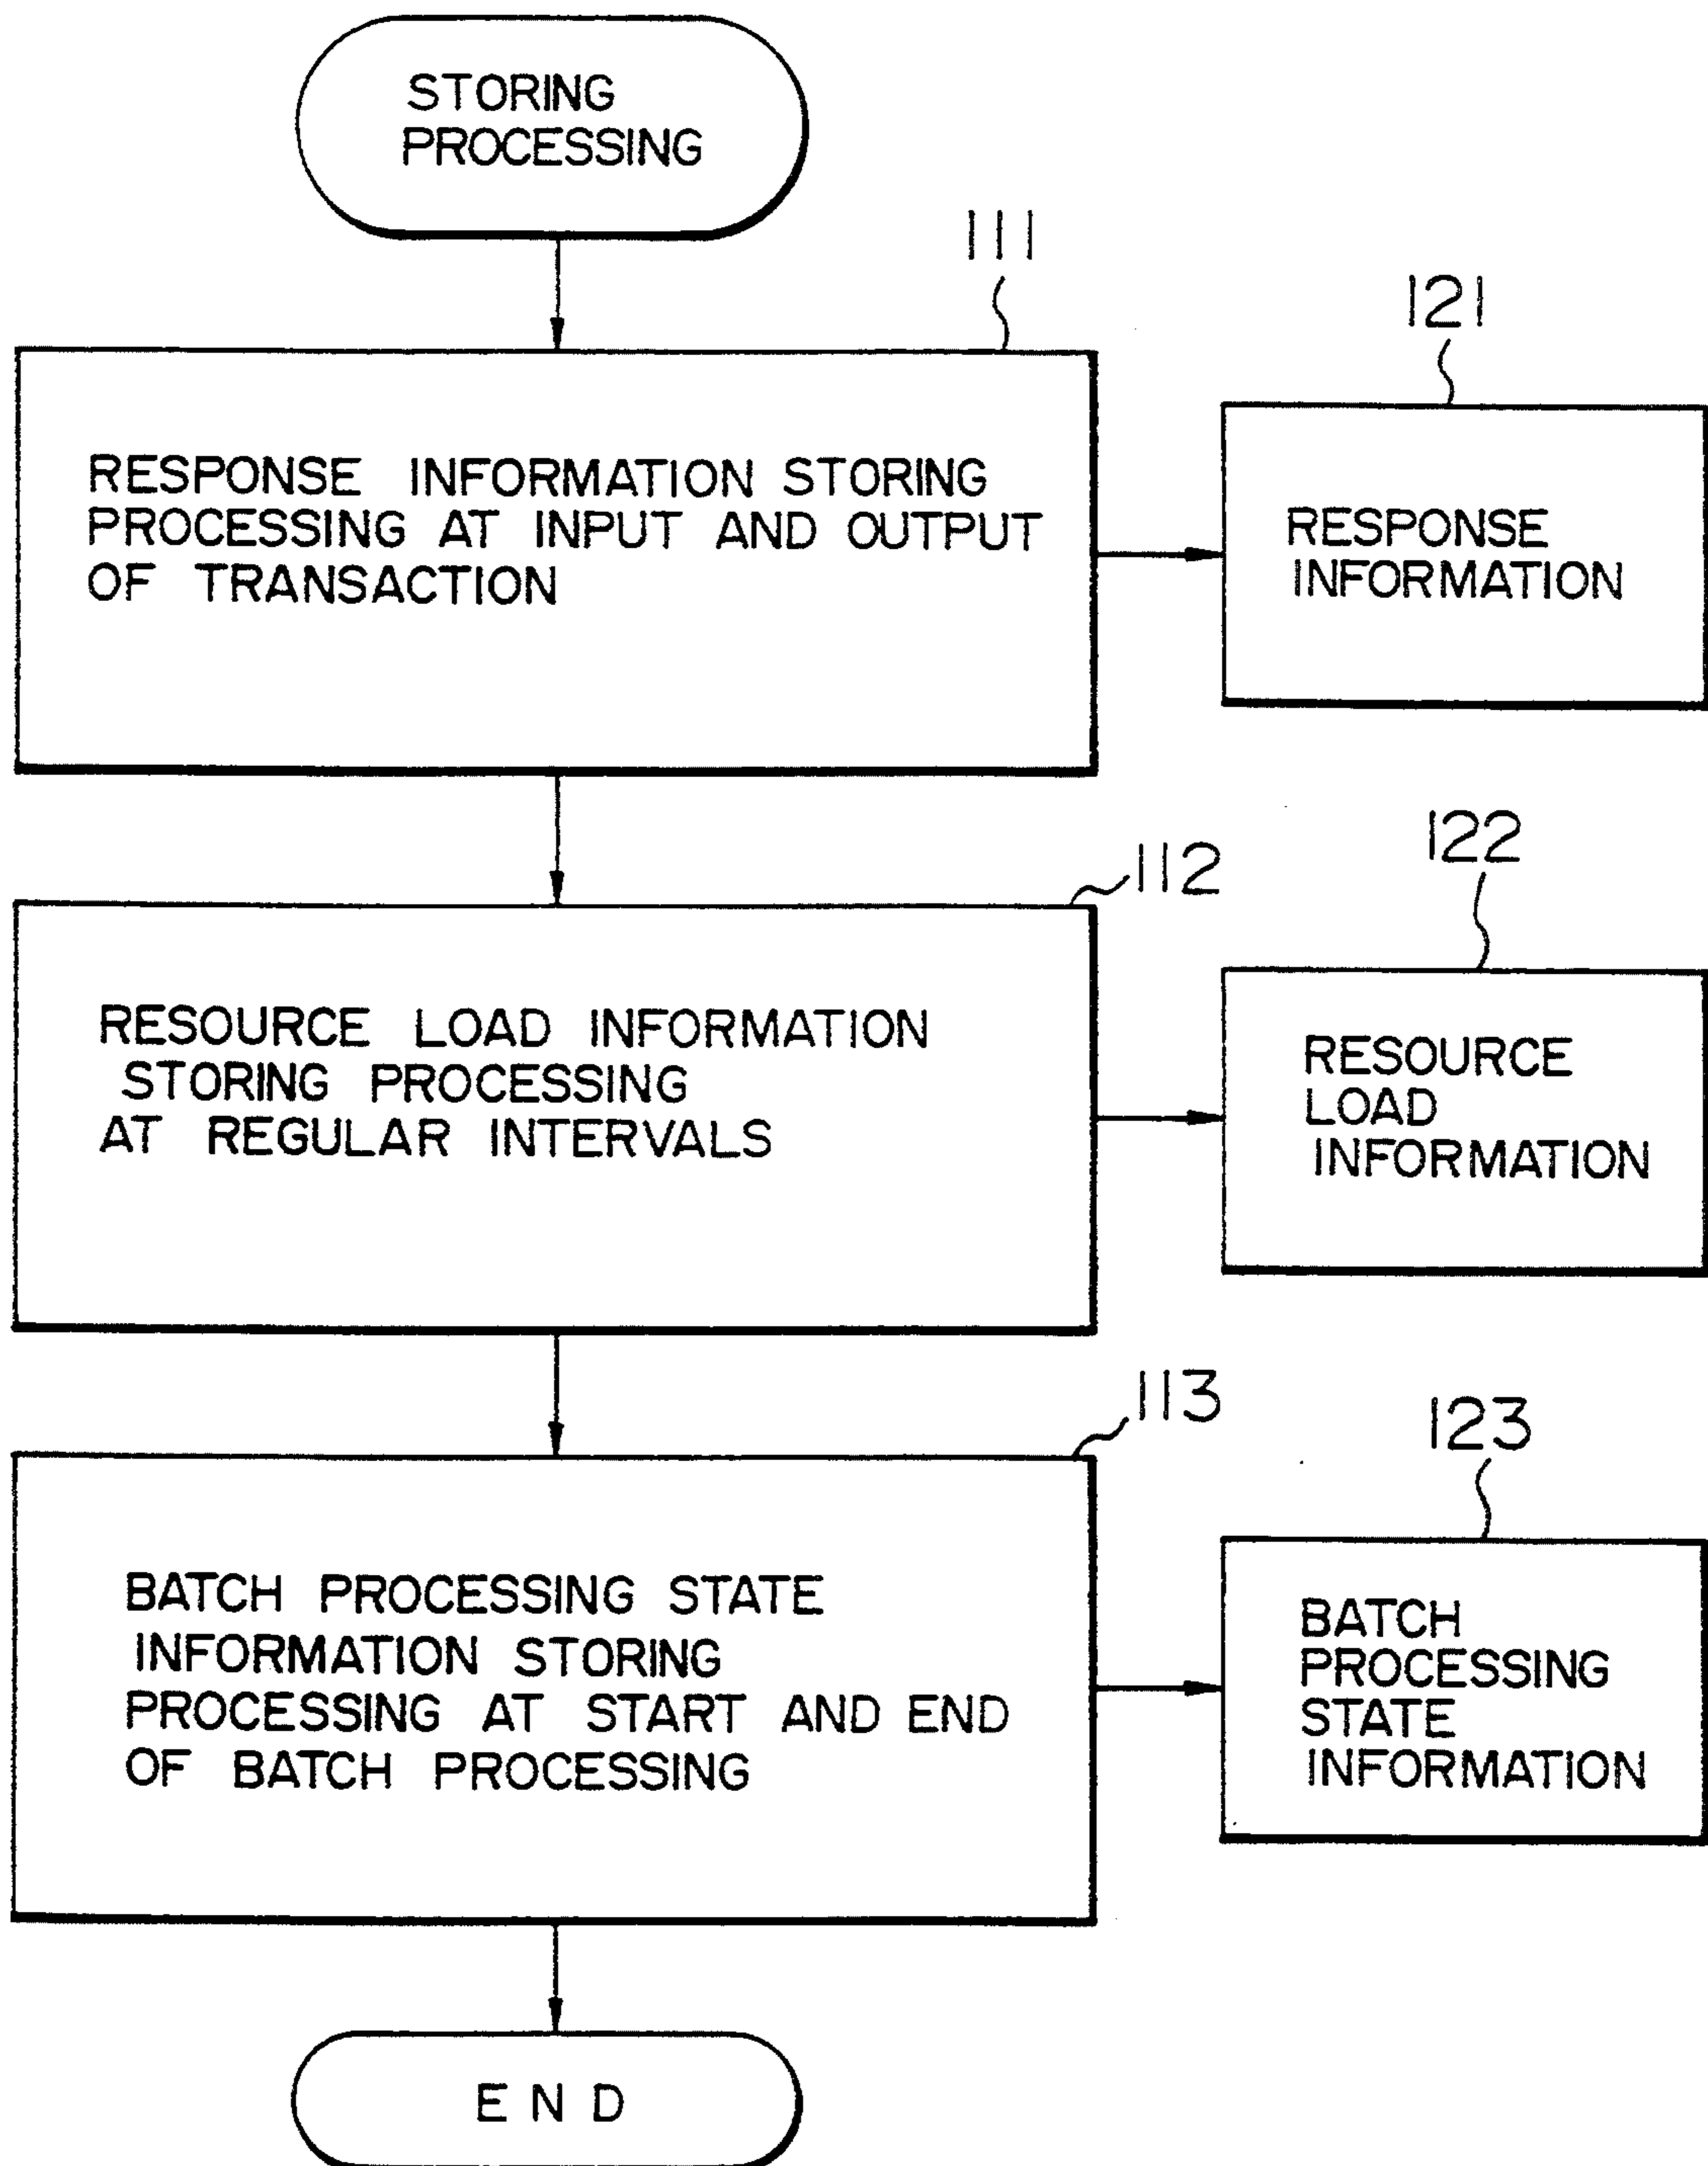 STORING
PROCESSING
111
RESPONSE INFORMATION STORING
PROCESSING AT INPUT AND OUTPUT
OF TRANSACTION
121
RESPONSE
INFORMATION
112
RESOURCE LOAD INFORMATION
STORING PROCESSING
AT REGULAR INTERVALS
122
RESOURCE
LOAD
INFORMATION
113
BATCH PROCESSING STATE
INFORMATION STORING
PROCESSING AT START AND END
OF BATCH PROCESSING
123
BATCH
PROCESSING
STATE
INFORMATION
END